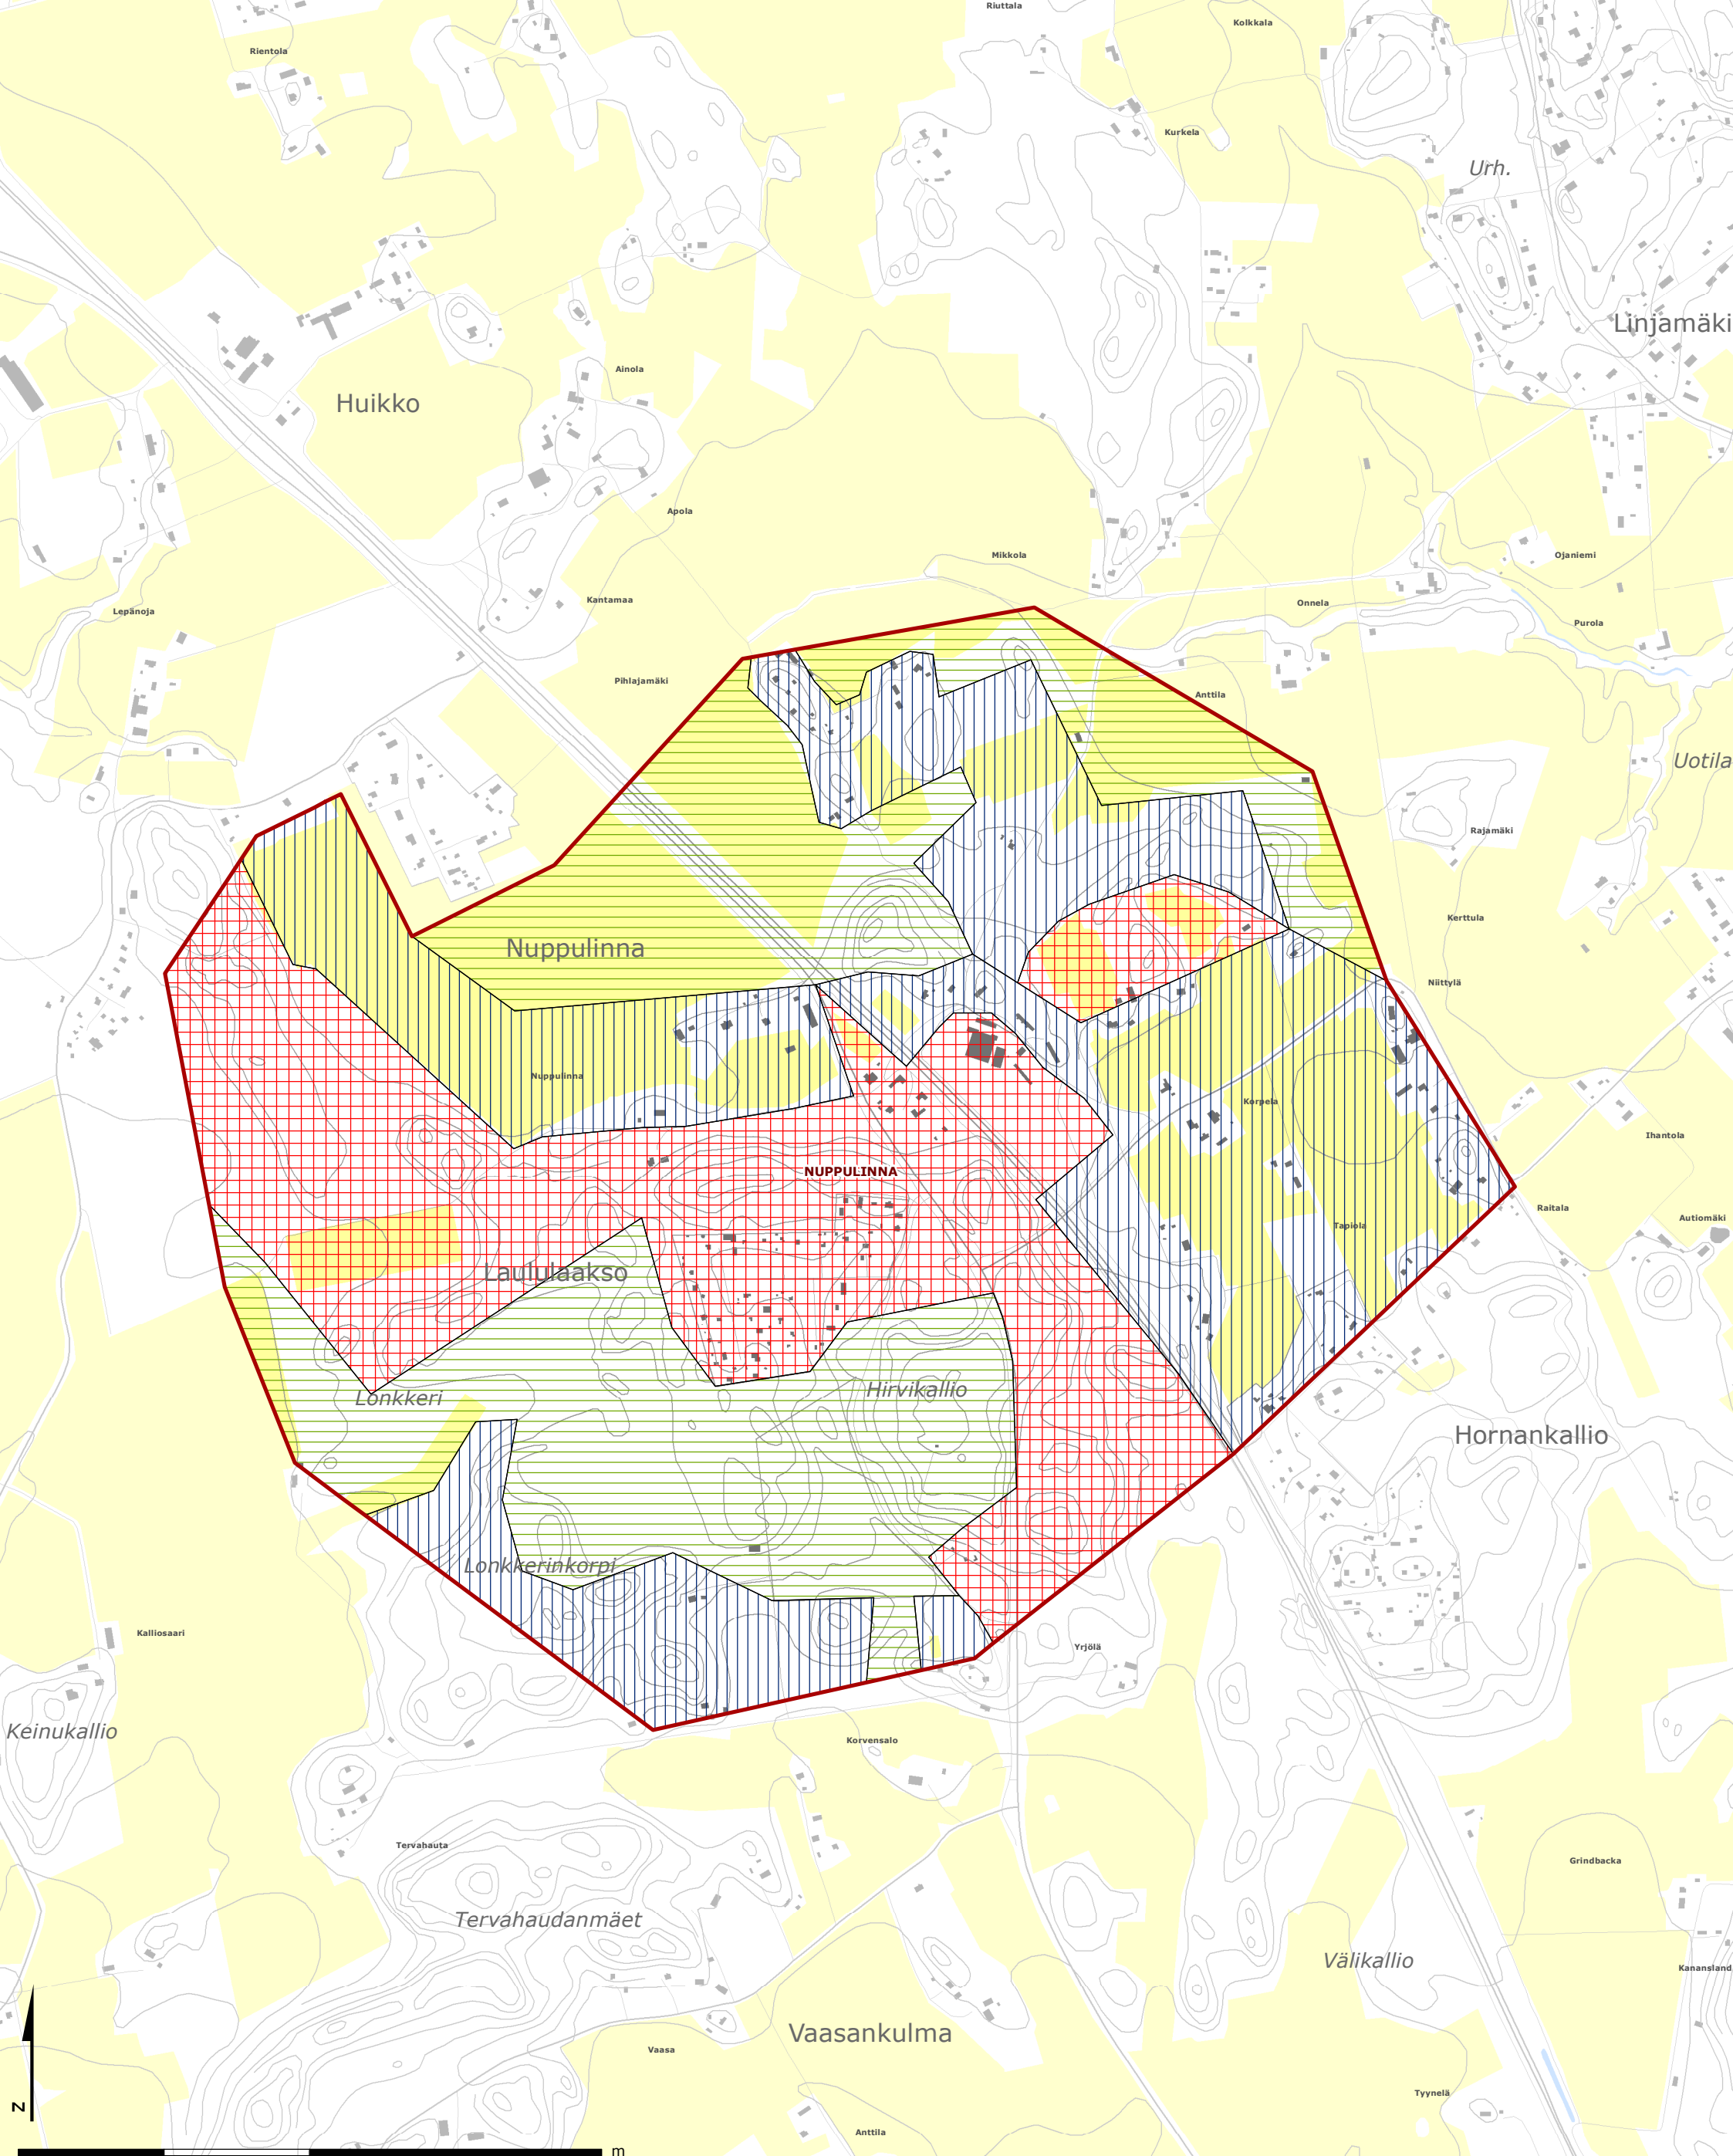 Riuttala
Kolkkala
Rientola
Kurkela
Urh.
Linjamäki
Ainola
Huikko
Apola
Mikkola
Ojaniemi
Kantamaa
Onnela
Lepänoja
Purola
Pihlajamäki
Anttila
Uotila
Rajamäki
Kerttula
Nuppulinna
Niittylä
Nuppulinna
Korpela
Ihantola
NUPPULINNA
Raitala
Autiomäki
Tapiola
Laululaakso
Hirvikallio
Lonkkeri
Hornankallio
Lonkkerinkorpi
Kalliosaari
Yrjölä
Keinukallio
Korvensalo
Tervahauta
Grindbacka
Tervahaudanmäet
Välikallio
Kanansland
Vaasankulma
Vaasa
Tyynelä
N
Anttila
m